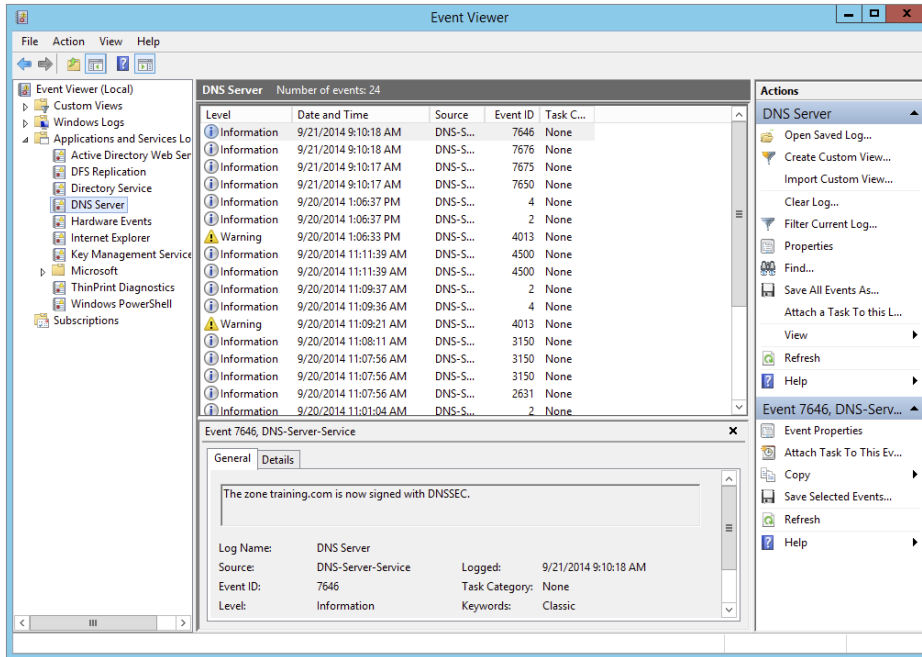 Event Viewer
File Action View Help
Event Viewer (Local)
Custom Views
Windows Logs
Applications and Services Lo
Active Directory Web Ser
DFS Replication
Directory Service
DNS Server
Hardware Events
Internet Explorer
Key Management Service
Microsoft
ThinPrint Diagnostics
Windows PowerShell
Subscriptions
DNS Server Number of events: 24
Level Date and Time Source Event ID Task C...
Information 9/21/2014 9:10:18 AM DNS-S... 7646 None
Information 9/21/2014 9:10:18 AM DNS-S... 7676 None
Information 9/21/2014 9:10:17 AM DNS-S... 7675 None
Information 9/21/2014 9:10:17 AM DNS-S... 7650 None
Information 9/20/2014 1:06:37 PM DNS-S... 4 None
Information 9/20/2014 1:06:37 PM DNS-S... 2 None
Warning 9/20/2014 1:06:33 PM DNS-S... 4013 None
Information 9/20/2014 11:11:39 AM DNS-S... 4500 None
Information 9/20/2014 11:11:39 AM DNS-S... 4500 None
Information 9/20/2014 11:09:37 AM DNS-S... 2 None
Information 9/20/2014 11:09:36 AM DNS-S... 4 None
Warning 9/20/2014 11:09:21 AM DNS-S... 4013 None
Information 9/20/2014 11:08:11 AM DNS-S... 3150 None
Information 9/20/2014 11:07:56 AM DNS-S... 3150 None
Information 9/20/2014 11:07:56 AM DNS-S... 3150 None
Information 9/20/2014 11:07:56 AM DNS-S... 2631 None
Information 9/20/2014 11:01:04 AM DNS-S... 2 None
Event 7646, DNS-Server-Service
General Details
The zone training.com is now signed with DNSSEC.
Log Name: DNS Server
Source: DNS-Server-Service Logged: 9/21/2014 9:10:18 AM
Event ID: 7646 Task Category: None
Level: Information Keywords: Classic
Actions
DNS Server
Open Saved Log...
Create Custom View...
Import Custom View...
Clear Log...
Filter Current Log...
Properties
Find...
Save All Events As...
Attach a Task To this L...
View
Refresh
Help
Event 7646, DNS-Serv...
Event Properties
Attach Task To This Ev...
Copy
Save Selected Events...
Refresh
Help